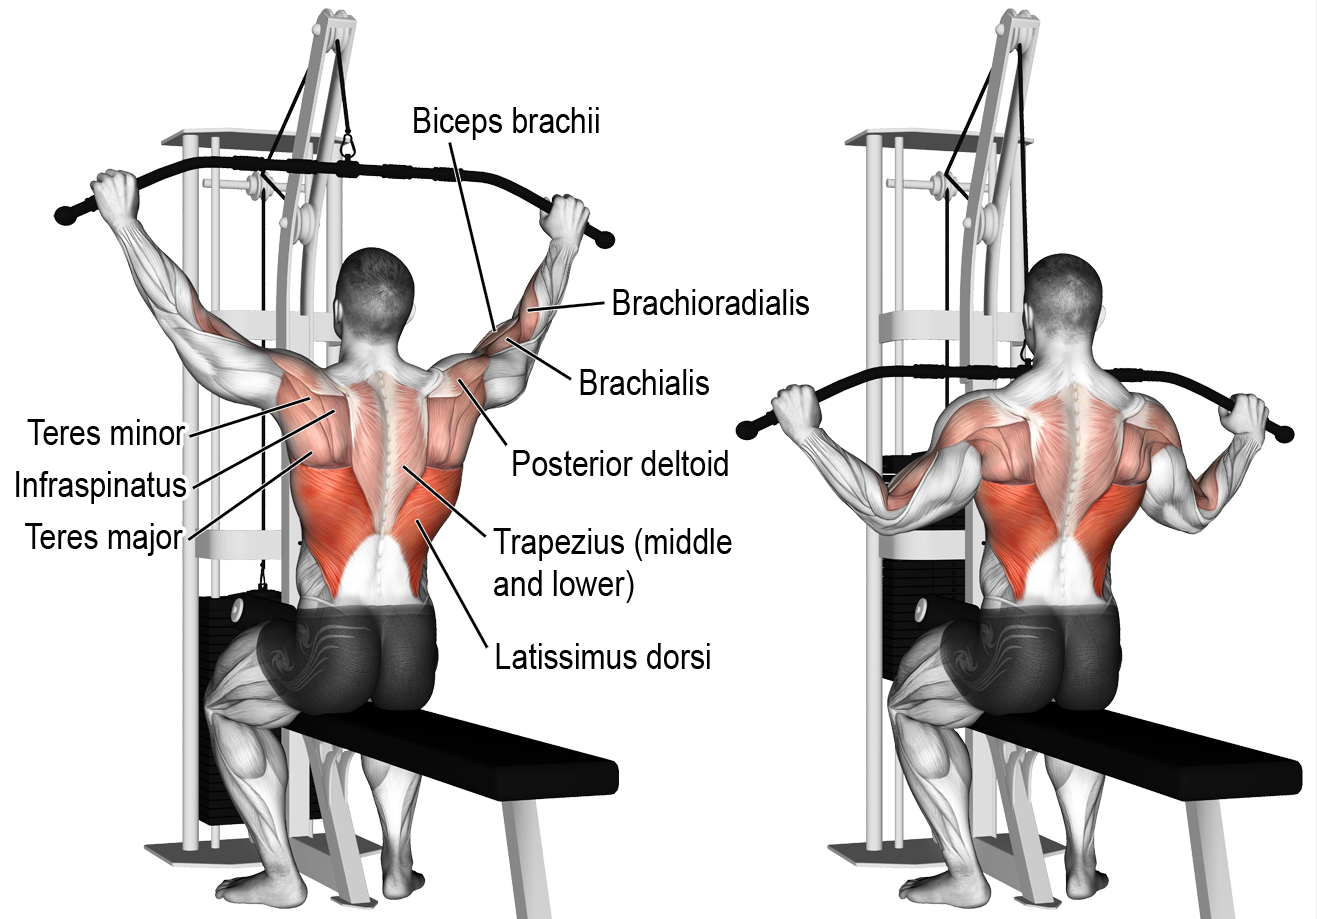 Biceps brachii
Brachioradialis
Brachialis
Teres minor
Posterior deltoid
Infraspinatus
Teres major
Trapezius (middle
and lower)
Latissimus dorsi